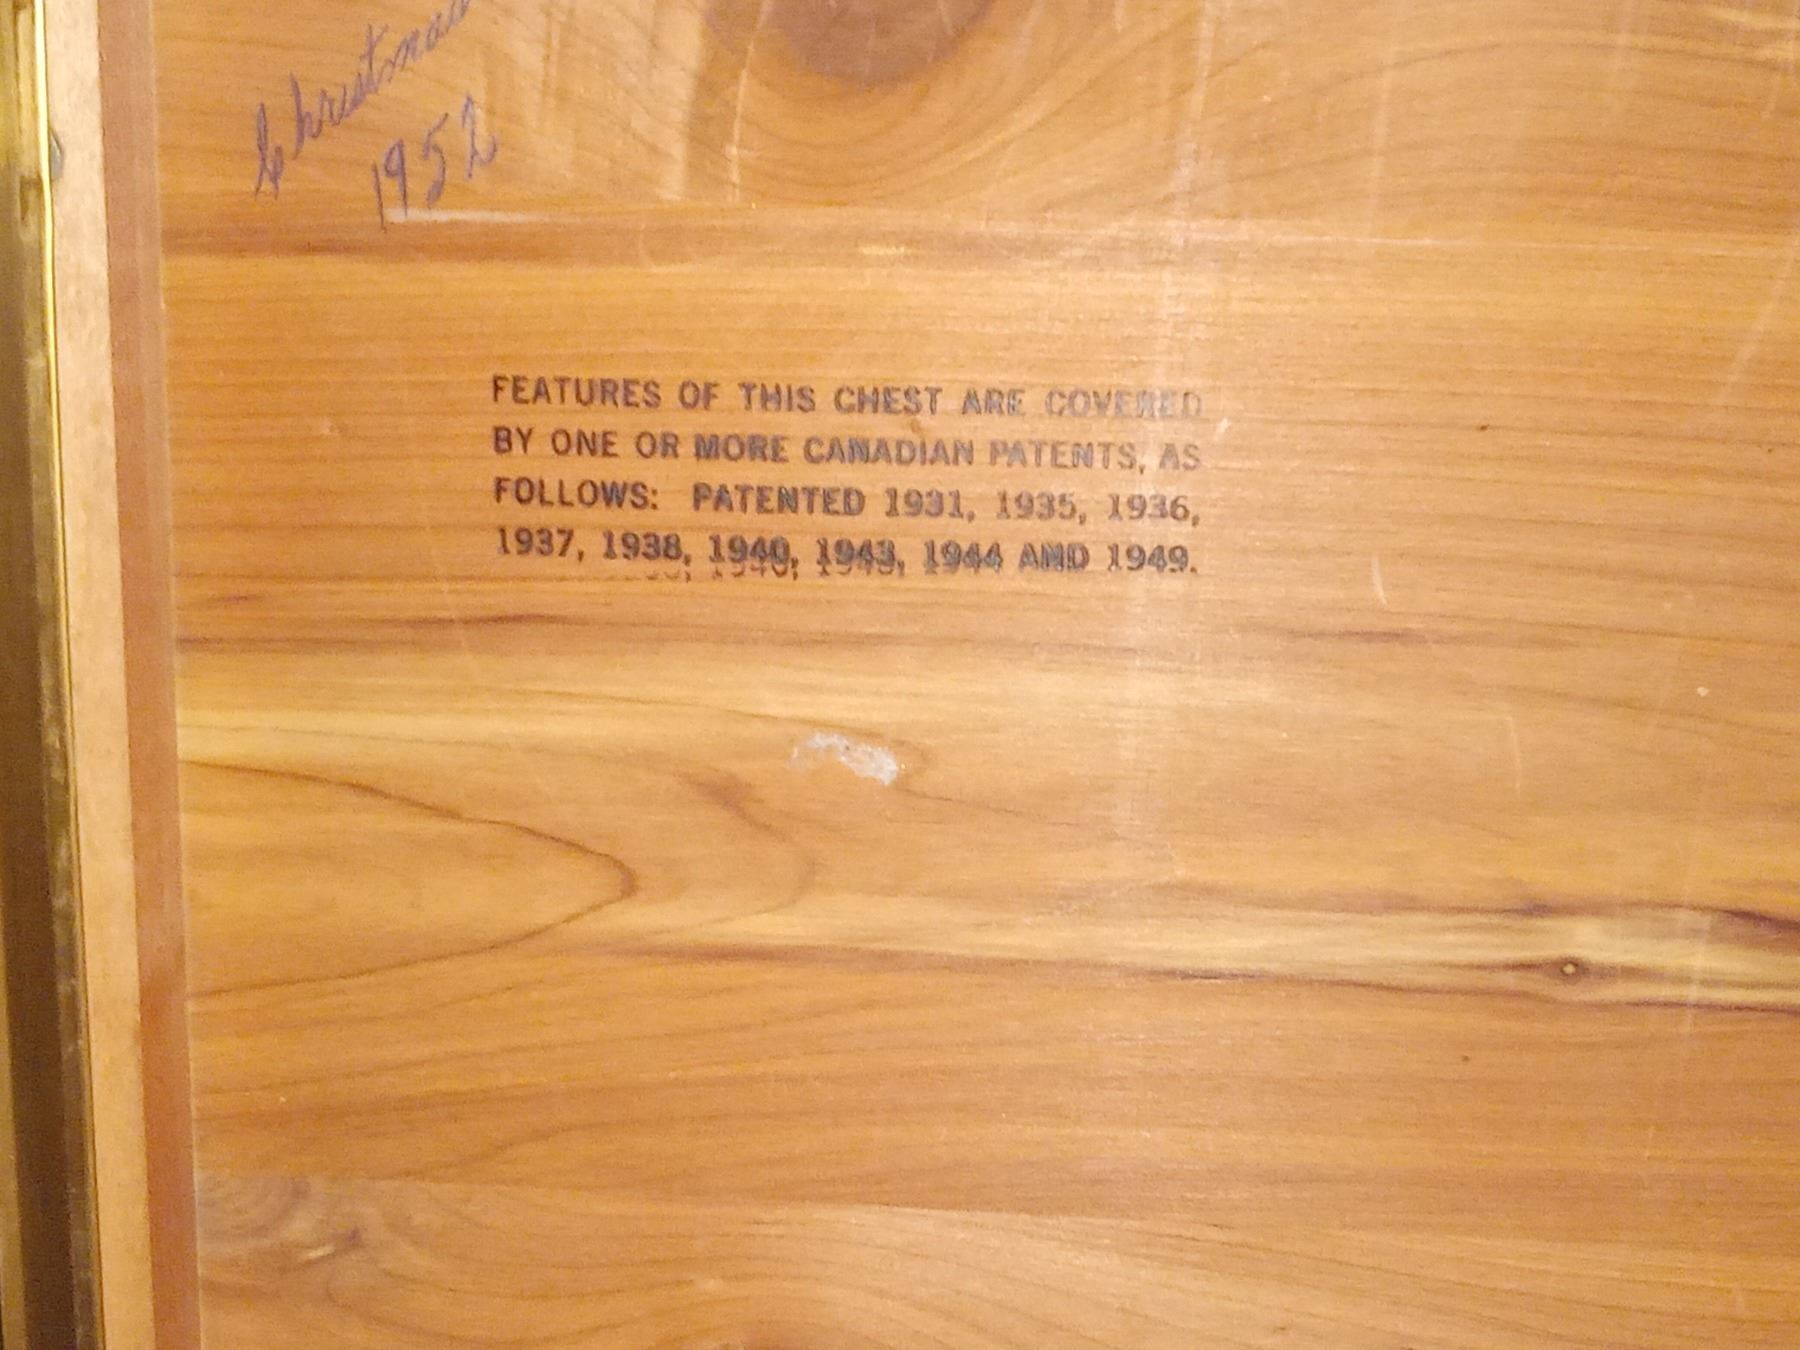 Christmas
1952
FEATURES OF THIS CHEST ARE COVERED
BY ONE OR MORE CANADIAN PATENTS, AS
FOLLOWS: PATENTED 1931, 1935, 1936,
1937, 1938, 1940, 1943, 1944 AND 1949.